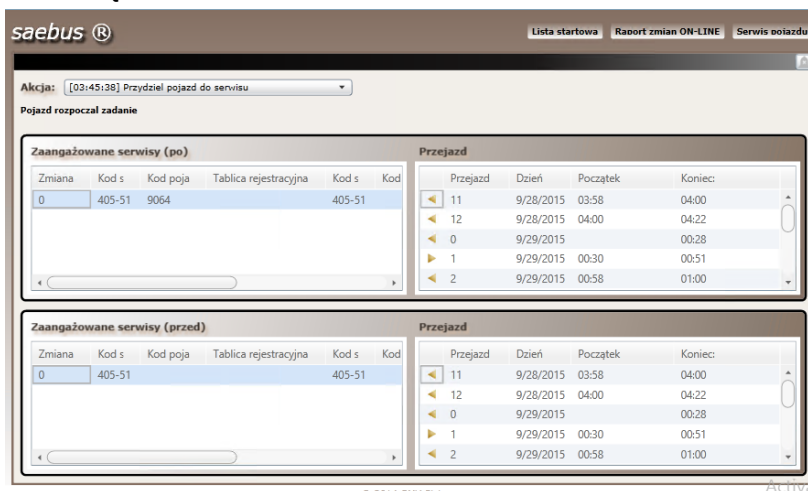 saebus ®
Lista startowa Raport zmian ON-LINE Serwis pojazdu
Akcja: [03:45:38] Przydziel pojazd do serwisu
Pojazd rozpoczal zadanie
Zaangażowane serwisy (po) Przejazd
Zmiana Kod s Kod poja Tablica rejestracyjna Kod s Kod Przejazd Dzień Początek Koniec:
0 405-51 9064 405-51 11 9/28/2015 03:58 04:00
12 9/28/2015 04:00 04:22
0 9/29/2015 00:28
1 9/29/2015 00:30 00:51
2 9/29/2015 00:58 01:00
Zaangażowane serwisy (przed) Przejazd
Zmiana Kod s Kod poja Tablica rejestracyjna Kod s Kod Przejazd Dzień Początek Koniec:
0 405-51 405-51 11 9/28/2015 03:58 04:00
12 9/28/2015 04:00 04:22
0 9/29/2015 00:28
1 9/29/2015 00:30 00:51
2 9/29/2015 00:58 01:00